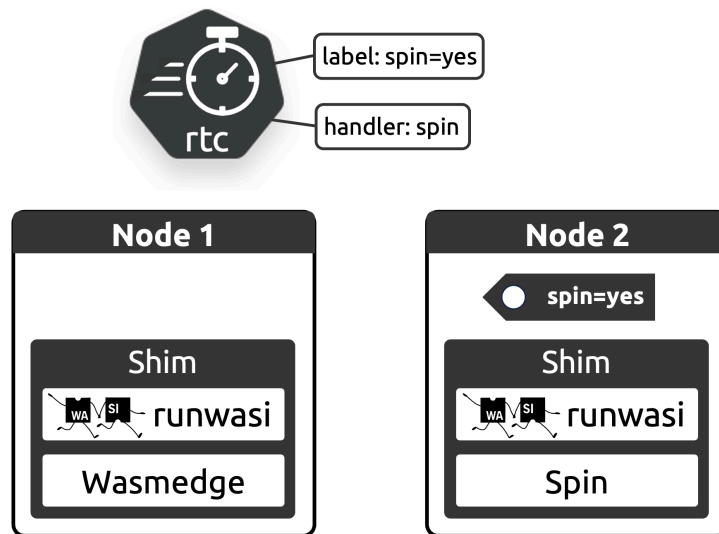 label: spin=yes
rtc
handler: spin
Node 1
Node 2
spin=yes
Shim
Shim
WA SI runwasi
WA SI runwasi
Wasmedge
Spin